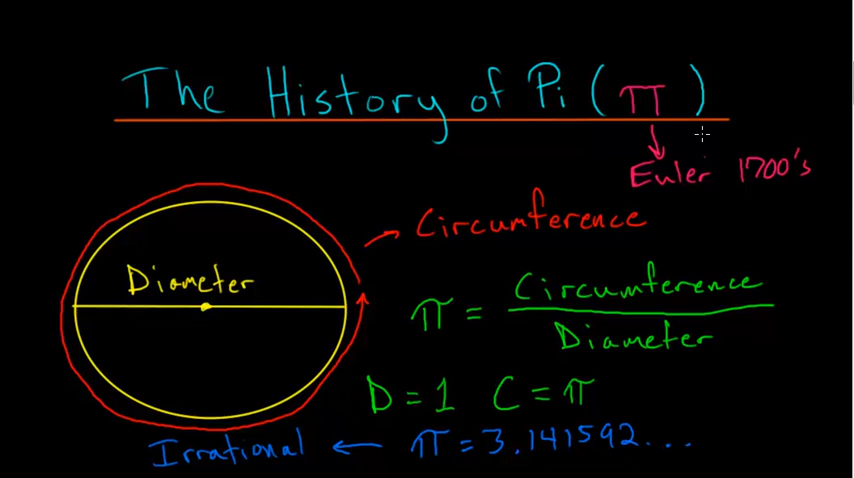 The History of Pi (π)
Euler 1700's
Circumference
Diameter
π = Circumference
Diameter
D = 1 C = π
Irrational ← π = 3.141592...